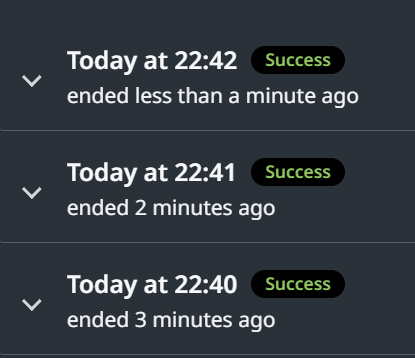 Today at 22:42 Success
ended less than a minute ago
Today at 22:41 Success
ended 2 minutes ago
Today at 22:40 Success
ended 3 minutes ago